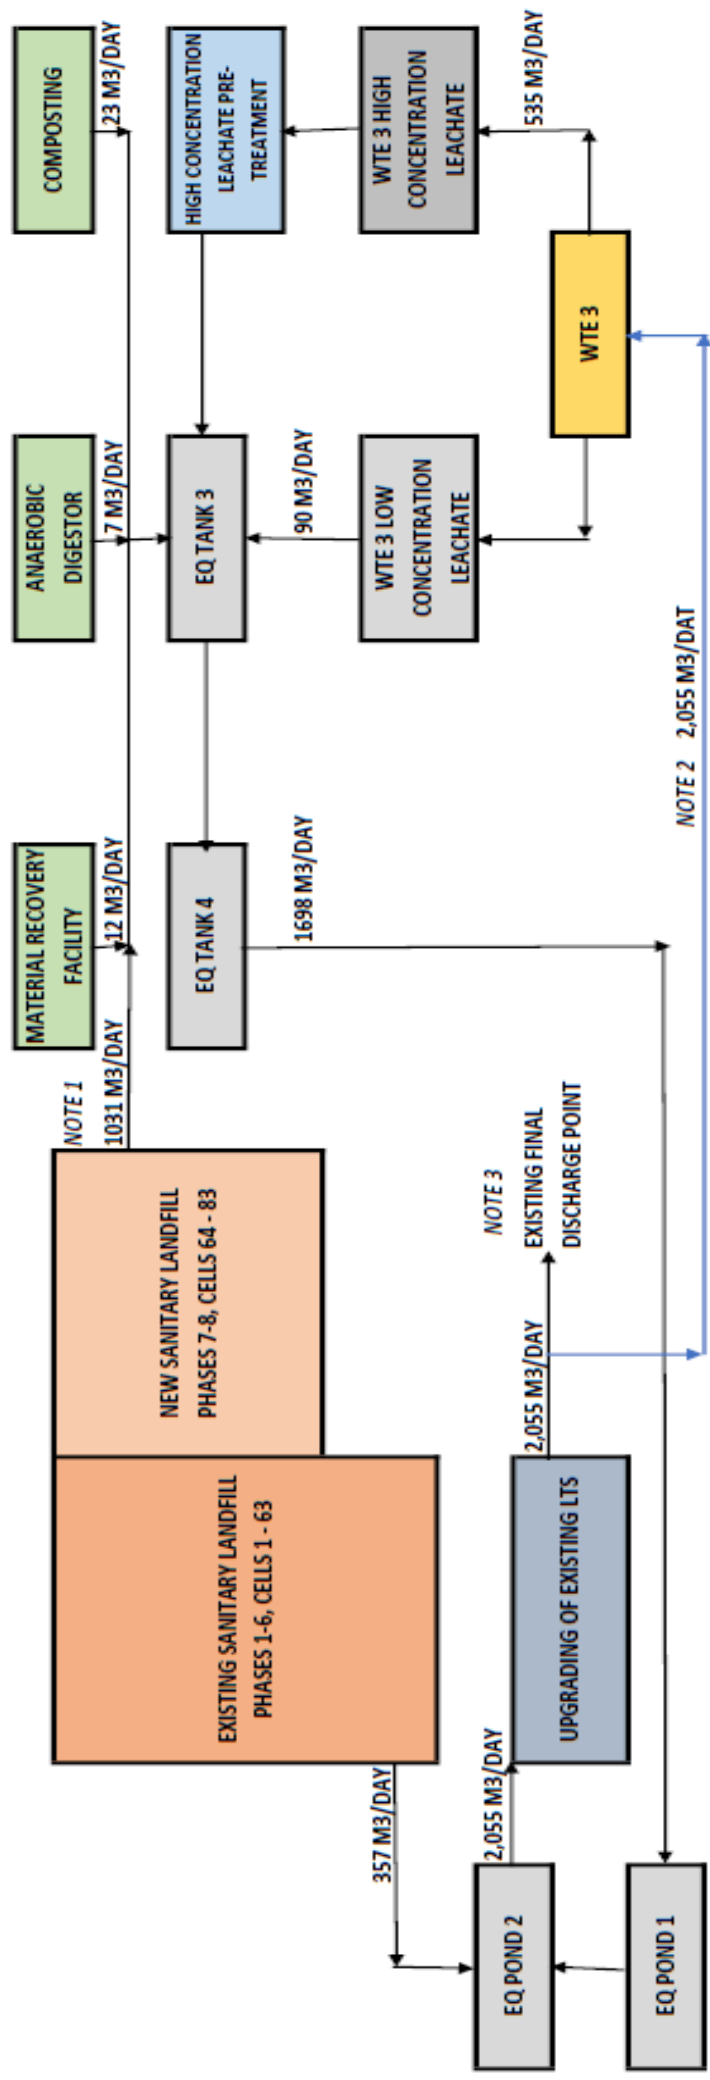 EXISTING SANITARY LANDFILL
PHASES 1-6, CELLS 1 - 63
NEW SANITARY LANDFILL
PHASES 7-8, CELLS 64 - 83
NOTE 1
1031 M3/DAY
MATERIAL RECOVERY
FACILITY
12 M3/DAY
ANAEROBIC
DIGESTOR
7 M3/DAY
COMPOSTING
23 M3/DAY
EQ TANK 4
1698 M3/DAY
EQ TANK 3
90 M3/DAY
HIGH CONCENTRATION
LEACHATE PRE-
TREATMENT
WTE 3 LOW
CONCENTRATION
LEACHATE
WTE 3 HIGH
CONCENTRATION
LEACHATE
535 M3/DAY
357 M3/DAY
EQ POND 2
2,055 M3/DAY
UPGRADING OF EXISTING LTS
2,055 M3/DAY
NOTE 3
EXISTING FINAL
DISCHARGE POINT
WTE 3
EQ POND 1
NOTE 2 2,055 M3/DAT